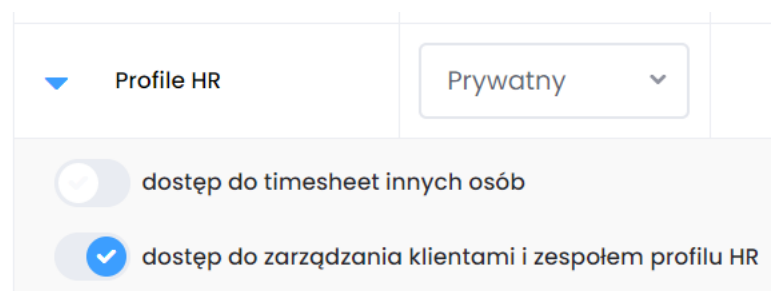 Profile HR
Prywatny
dostęp do timesheet innych osób
dostęp do zarządzania klientami i zespołem profilu HR